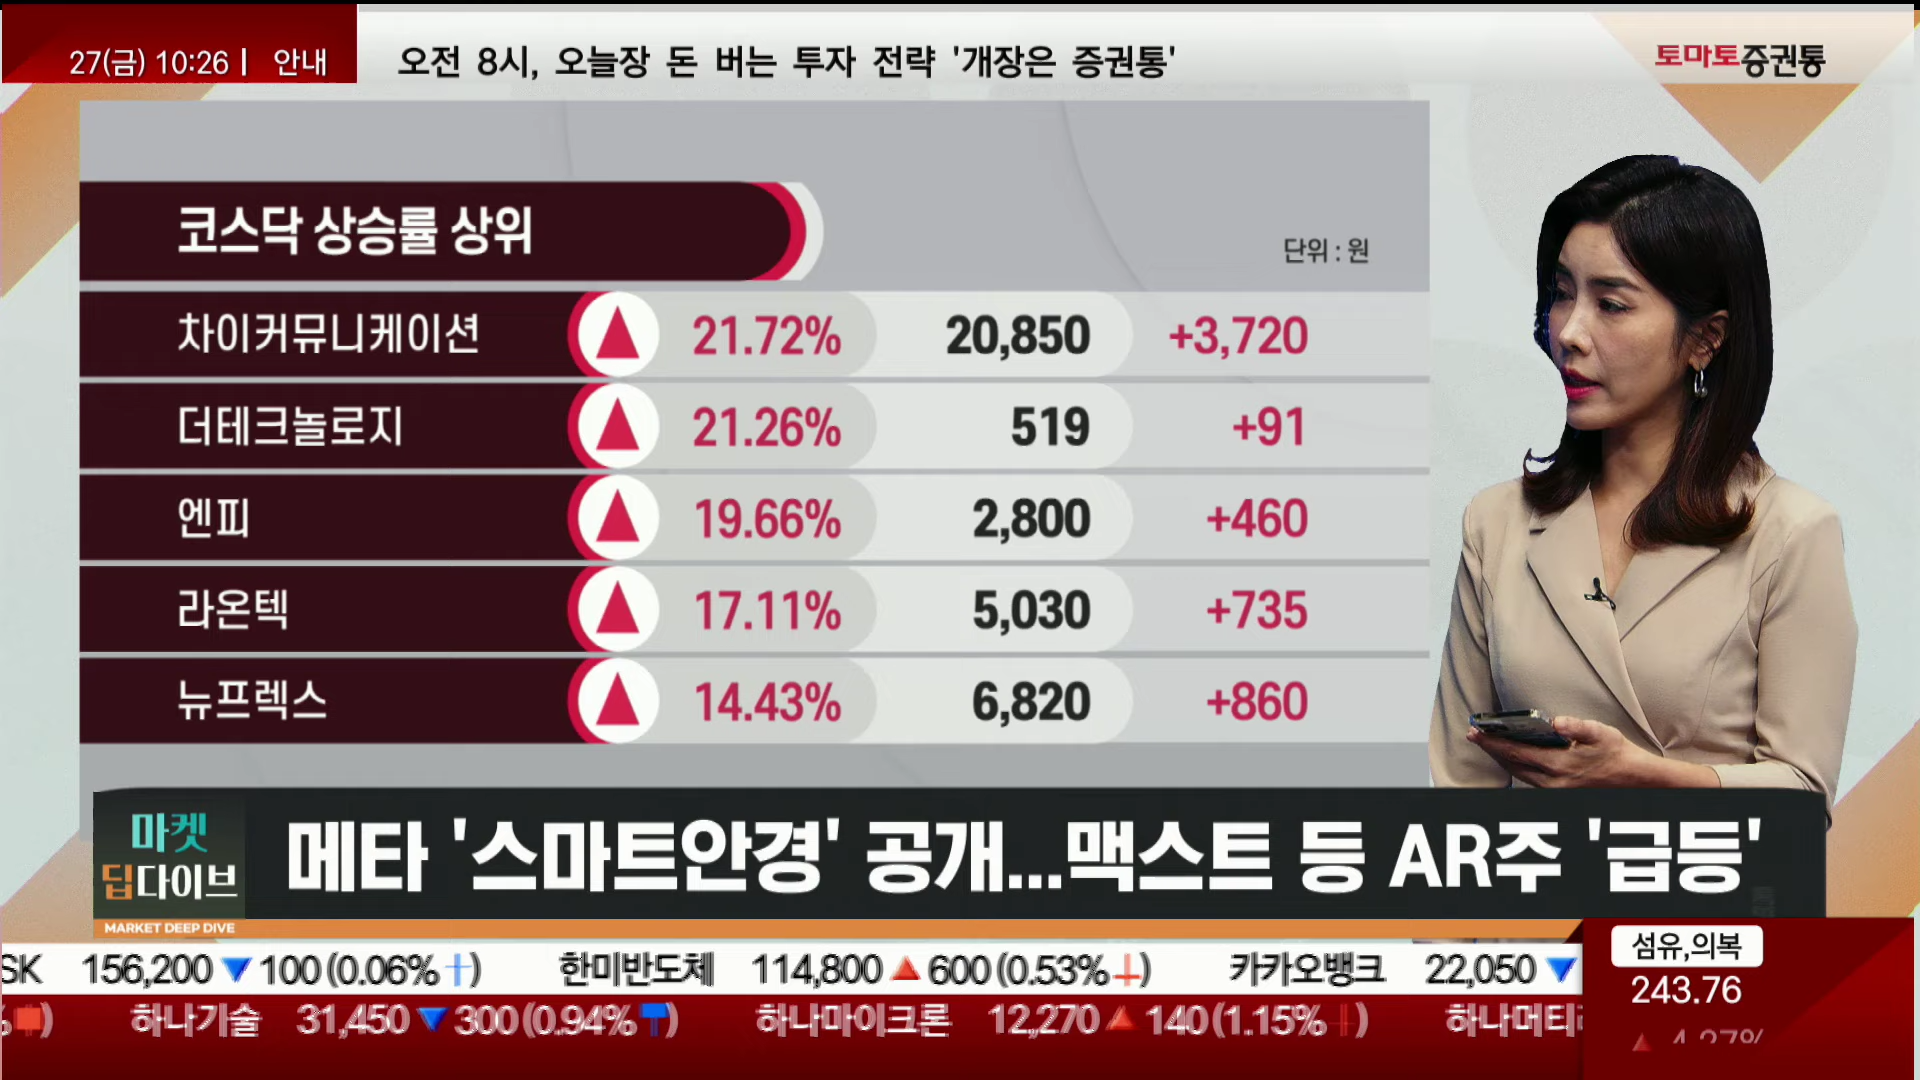 27(금) 10:26 | 안내 오전 8시, 오늘장 돈 버는 투자 전략 '개장은 증권통' 토마토증권통
코스닥 상승률 상위
단위 : 원
차이커뮤니케이션 ▲ 21.72% 20,850 +3,720
더테크놀로지 ▲ 21.26% 519 +91
엔피 ▲ 19.66% 2,800 +460
라온텍 ▲ 17.11% 5,030 +735
뉴프렉스 ▲ 14.43% 6,820 +860
마켓
딥다이브
MARKET DEEP DIVE
메타 '스마트안경' 공개...맥스트 등 AR주 '급등'
SK 156,200 ▼ 100 (0.06% ↑) 한미반도체 114,800 ▲ 600 (0.53% ↓) 카카오뱅크 22,050 ▼
하나기술 31,450 ▼ 300 (0.94% ) 하나마이크론 12,270 ▲ 140 (1.15% ) 하나머티
섬유,의복
243.76